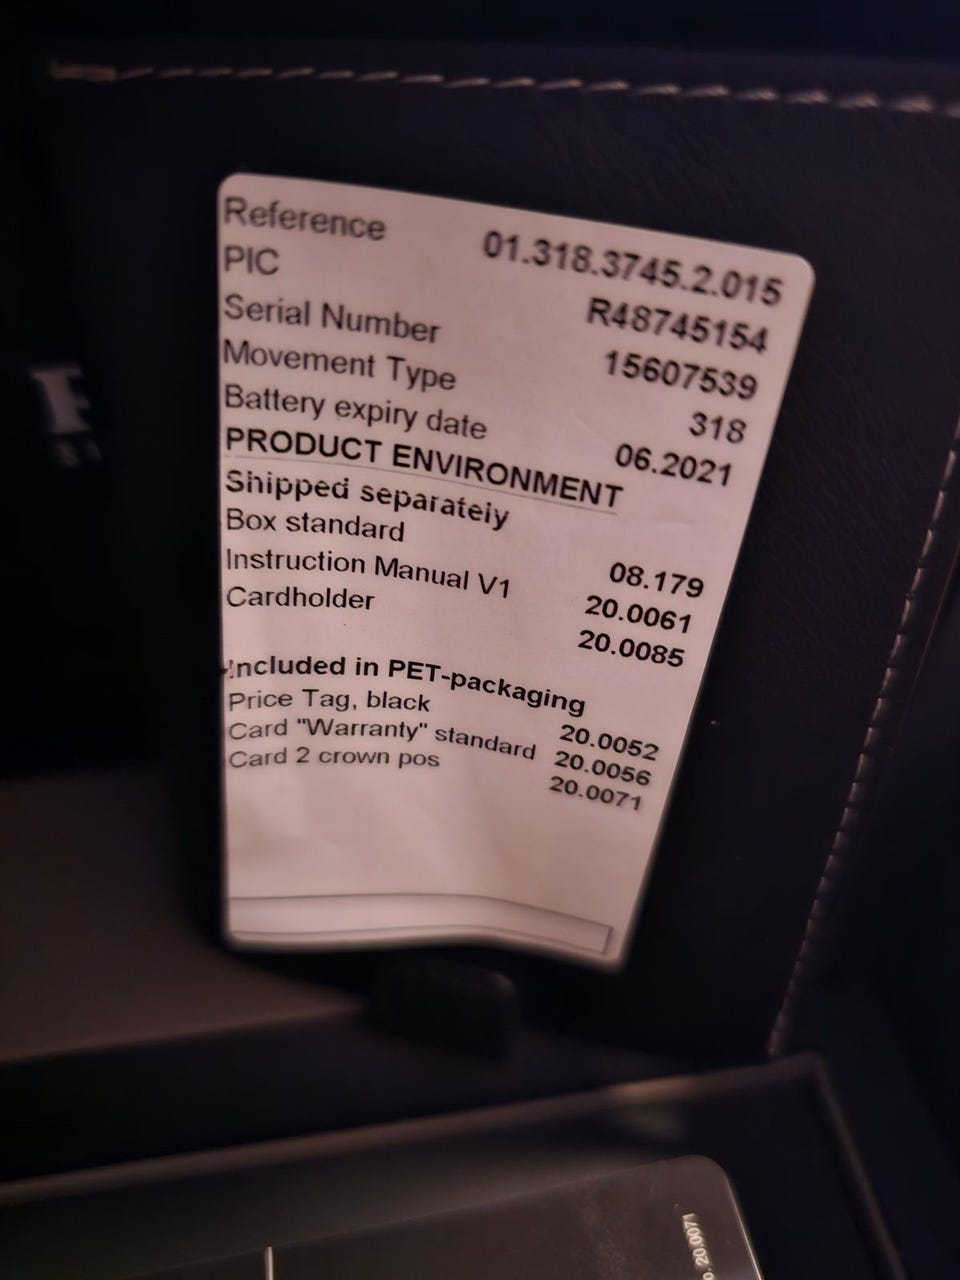 Reference 01.318.3745.2.015
PIC R48745154
Serial Number 15607539
Movement Type 318
Battery expiry date 06.2021
PRODUCT ENVIRONMENT
Shipped separately
Box standard 08.179
Instruction Manual V1 20.0061
Cardholder 20.0085
Included in PET-packaging
Price Tag, black 20.0052
Card "Warranty" standard 20.0056
Card 2 crown pos 20.0071
20.0071